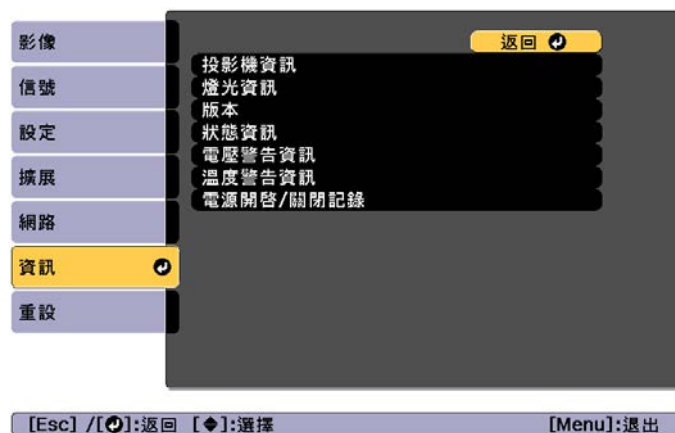 影像
信號
設定
擴展
網路
資訊
重設
返回
投影機資訊
燈光資訊
版本
狀態資訊
電壓警告資訊
溫度警告資訊
電源開啓/關閉記錄
[Esc] /[⏎]:返回 [◆]:選擇 [Menu]:退出